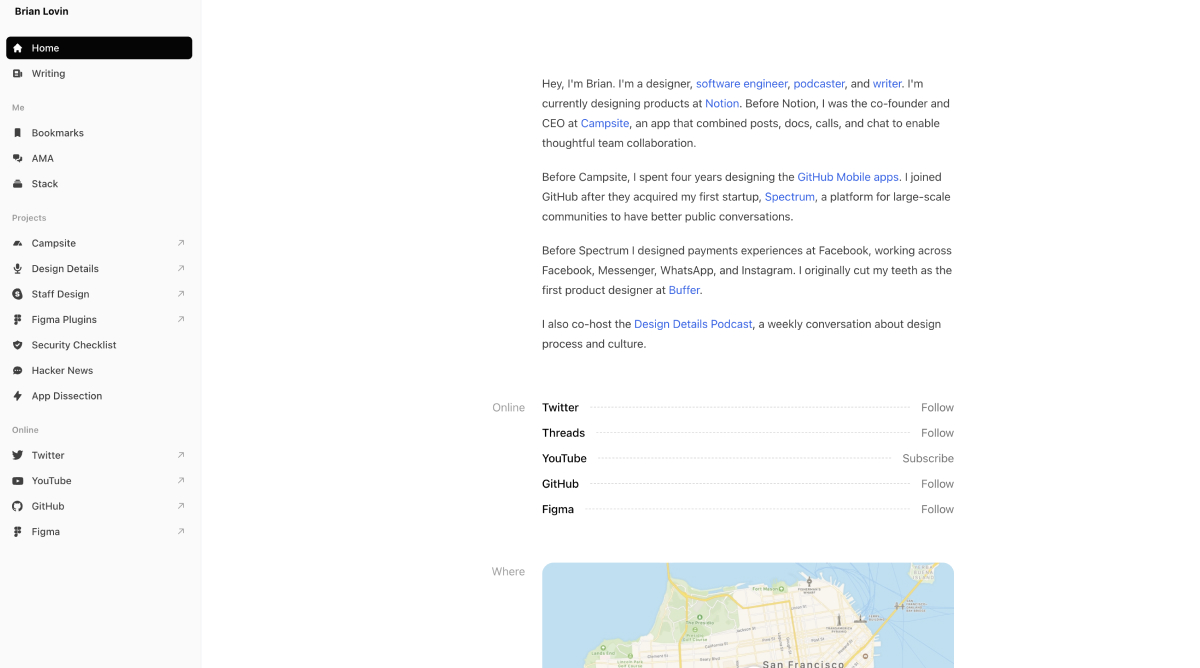 Brian Lovin
Home
Writing
Me
Bookmarks
AMA
Stack
Projects
Campsite
Design Details
Staff Design
Figma Plugins
Security Checklist
Hacker News
App Dissection
Online
Twitter
YouTube
GitHub
Figma
Hey, I'm Brian. I'm a designer, software engineer, podcaster, and writer. I'm
currently designing products at Notion. Before Notion, I was the co-founder and
CEO at Campsite, an app that combined posts, docs, calls, and chat to enable
thoughtful team collaboration.
Before Campsite, I spent four years designing the GitHub Mobile apps. I joined
GitHub after they acquired my first startup, Spectrum, a platform for large-scale
communities to have better public conversations.
Before Spectrum I designed payments experiences at Facebook, working across
Facebook, Messenger, WhatsApp, and Instagram. I originally cut my teeth as the
first product designer at Buffer.
I also co-host the Design Details Podcast, a weekly conversation about design
process and culture.
Online
Twitter Follow
Threads Follow
YouTube Subscribe
GitHub Follow
Figma Follow
Where
Fort Mason
San Francisco